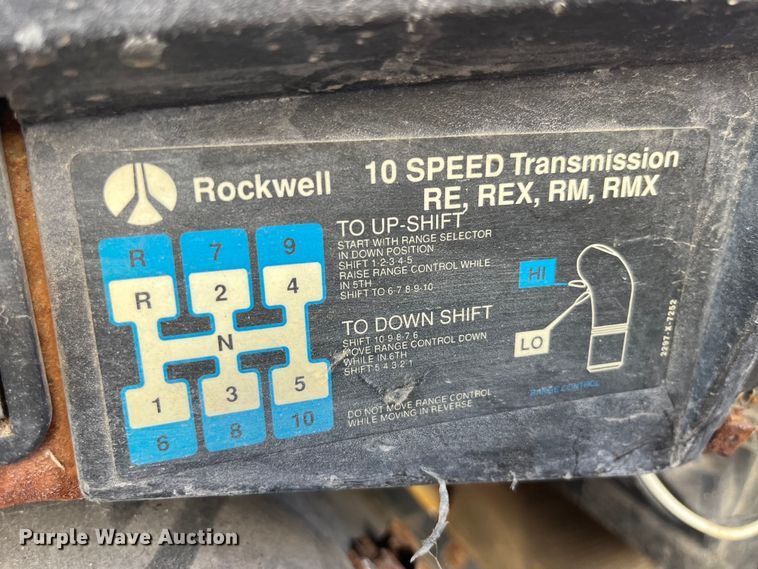 Rockwell
10 SPEED Transmission
RE, REX, RM, RMX
R 7 9
R 2 4
N
1 3 5
6 8 10
TO UP-SHIFT
START WITH RANGE SELECTOR
IN DOWN POSITION
SHIFT 1-2-3-4-5
RAISE RANGE CONTROL WHILE
IN 5TH
SHIFT TO 6-7-8-9-10
TO DOWN SHIFT
SHIFT 10 9 8 7 6
MOVE RANGE CONTROL DOWN
WHILE IN 6TH
SHIFT 5 4 3 2 1
DO NOT MOVE RANGE CONTROL
WHILE MOVING IN REVERSE
HI
LO
RANGE CONTROL
2297-X-7252
Purple Wave Auction